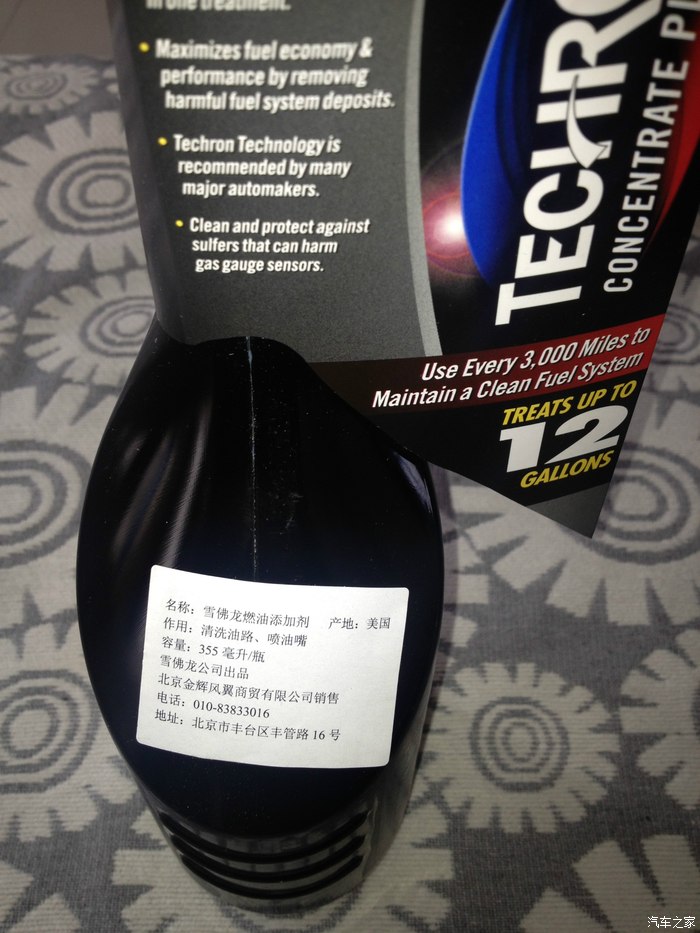 in one treatment.
• Maximizes fuel economy &
performance by removing
harmful fuel system deposits.
• Techron Technology is
recommended by many
major automakers.
• Clean and protect against
sulfers that can harm
gas gauge sensors.
TECHRO
CONCENTRATE PL
Use Every 3,000 Miles to
Maintain a Clean Fuel System
TREATS UP TO
12
GALLONS
名称：雪佛龙燃油添加剂 产地：美国
作用：清洗油路、喷油嘴
容量：355 毫升/瓶
雪佛龙公司出品
北京金辉风翼商贸有限公司销售
电话：010-83833016
地址：北京市丰台区丰管路 16 号
汽车之家